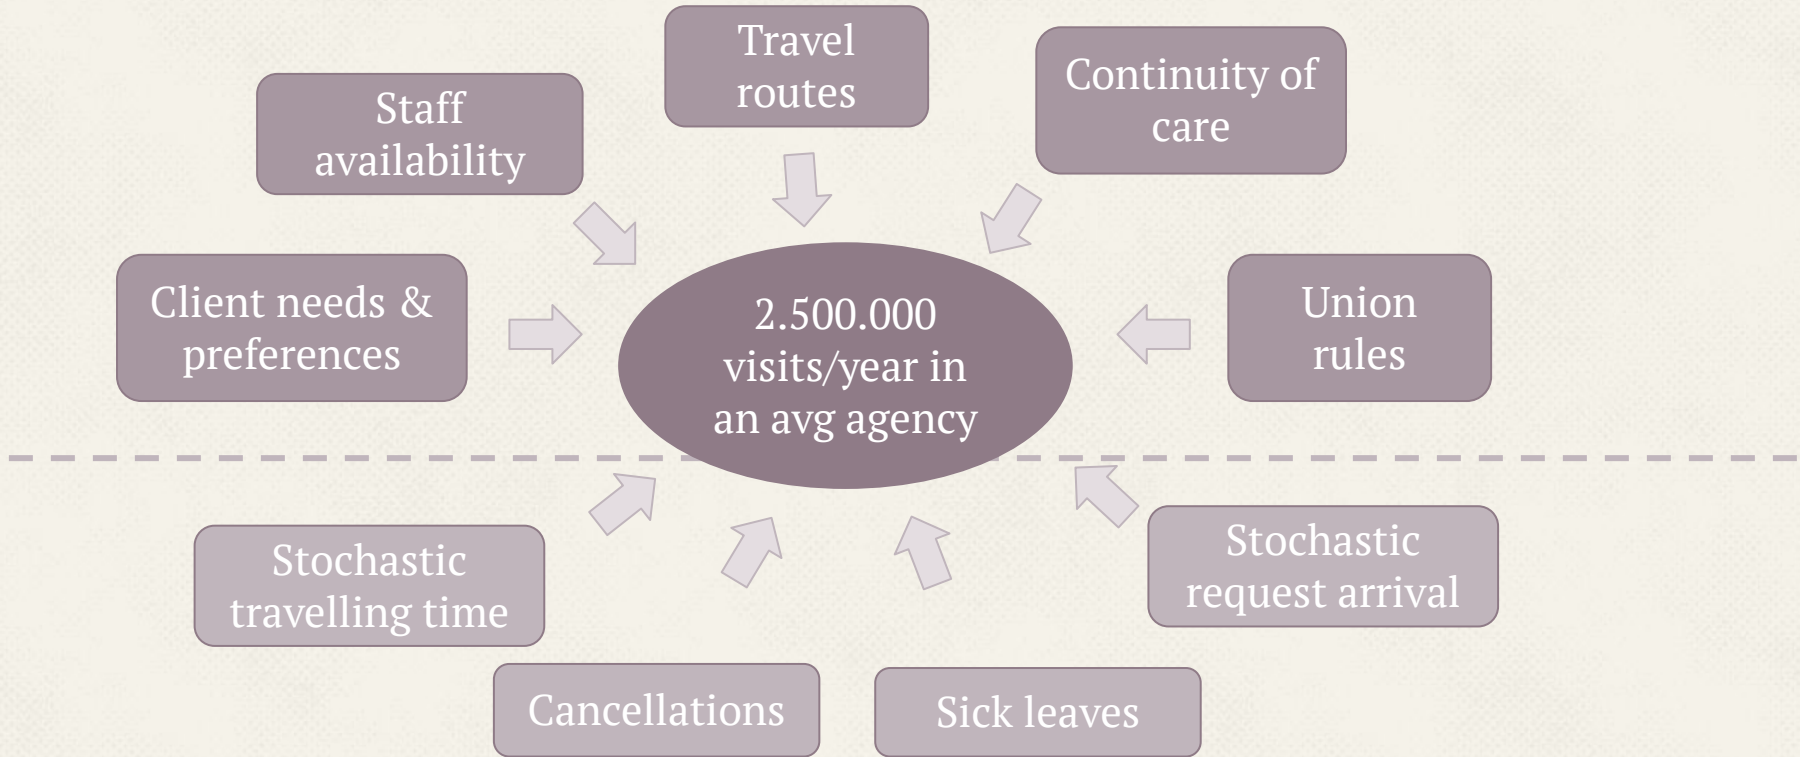 Travel
routes
Continuity of
care
Staff
availability
Client needs &
preferences
2.500.000
visits/year in
an avg agency
Union
rules
Stochastic
travelling time
Stochastic
request arrival
Cancellations
Sick leaves